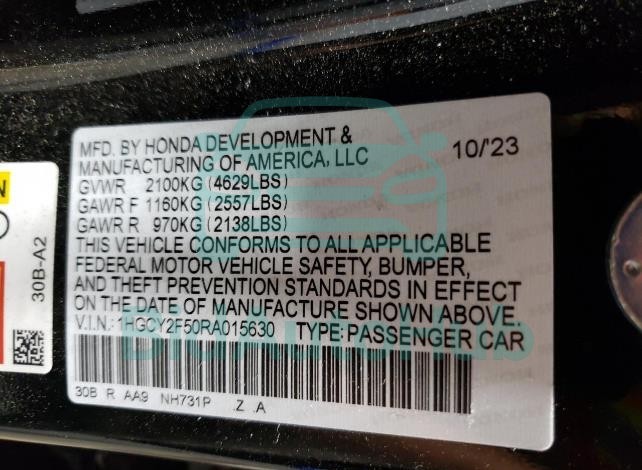 MFD. BY HONDA DEVELOPMENT &
MANUFACTURING OF AMERICA, LLC 10/'23
GVWR 2100KG (4629LBS)
GAWR F 1160KG (2557LBS)
GAWR R 970KG (2138LBS)
THIS VEHICLE CONFORMS TO ALL APPLICABLE
FEDERAL MOTOR VEHICLE SAFETY, BUMPER,
AND THEFT PREVENTION STANDARDS IN EFFECT
ON THE DATE OF MANUFACTURE SHOWN ABOVE.
V.I.N.: 1HGCY2F50RA015630 TYPE: PASSENGER CAR
30B R AA9 NH731P .Z .A
30B-A2